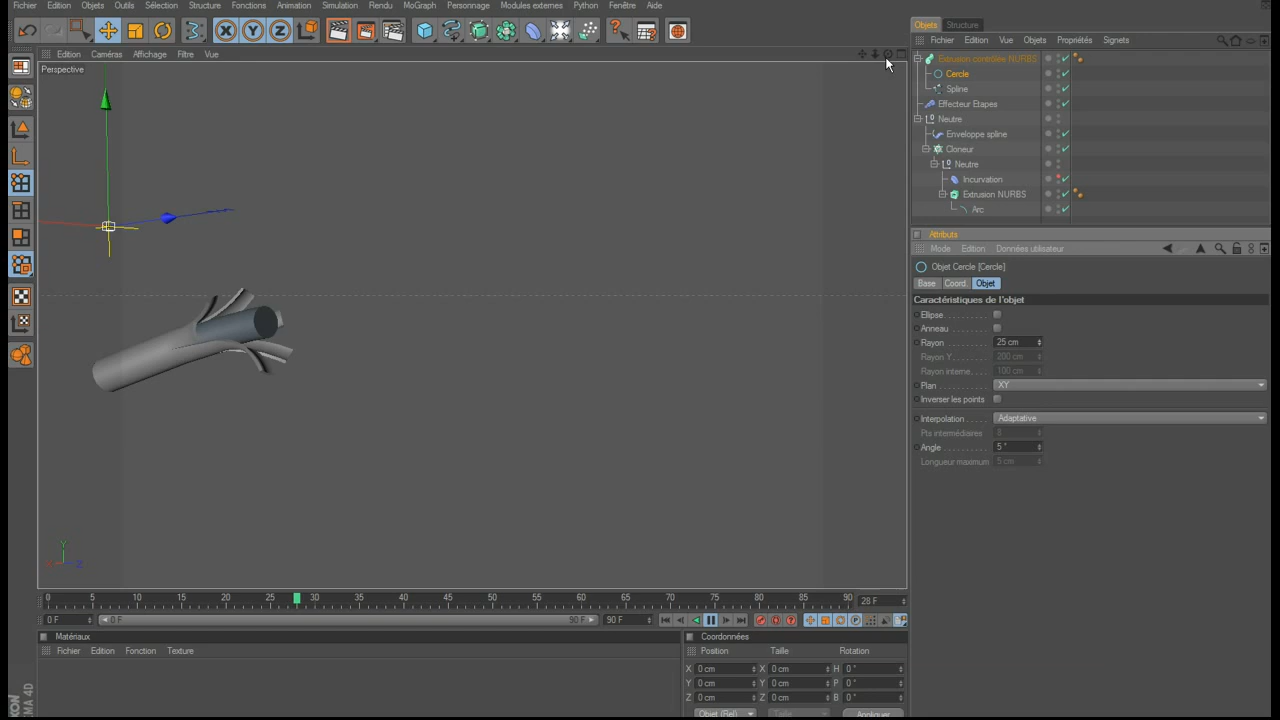 Fichier Edition Objets Outils Sélection Structure Fonctions Animation Simulation Rendu MoGraph Personnage Modules externes Python Fenêtre Aide
Edition Caméras Affichage Filtre Vue
Perspective
Y
X Z
0 5 10 15 20 25 30 35 40 45 50 55 60 65 70 75 80 85 90
28 F
0 F
0 F
90 F
90 F
Matériaux
Fichier Edition Fonction Texture
Coordonnées
Position Taille Rotation
X 0 cm X 0 cm H 0 °
Y 0 cm Y 0 cm P 0 °
Z 0 cm Z 0 cm B 0 °
Objet (Rel) Taille Appliquer
Objets Structure
Fichier Edition Vue Objets Propriétés Signets
Extrusion contrôlée NURBS
Cercle
Spline
Effecteur Etapes
Neutre
Enveloppe spline
Cloneur
Neutre
Incurvation
Extrusion NURBS
Arc
Attributs
Mode Edition Données utilisateur
Objet Cercle [Cercle]
Base Coord. Objet
Caractéristiques de l'objet
Ellipse
Anneau
Rayon 25 cm
Rayon Y 200 cm
Rayon interne 100 cm
Plan XY
Inverser les points
Interpolation Adaptative
Pts intermédiaires 8
Angle 5 °
Longueur maximum 5 cm